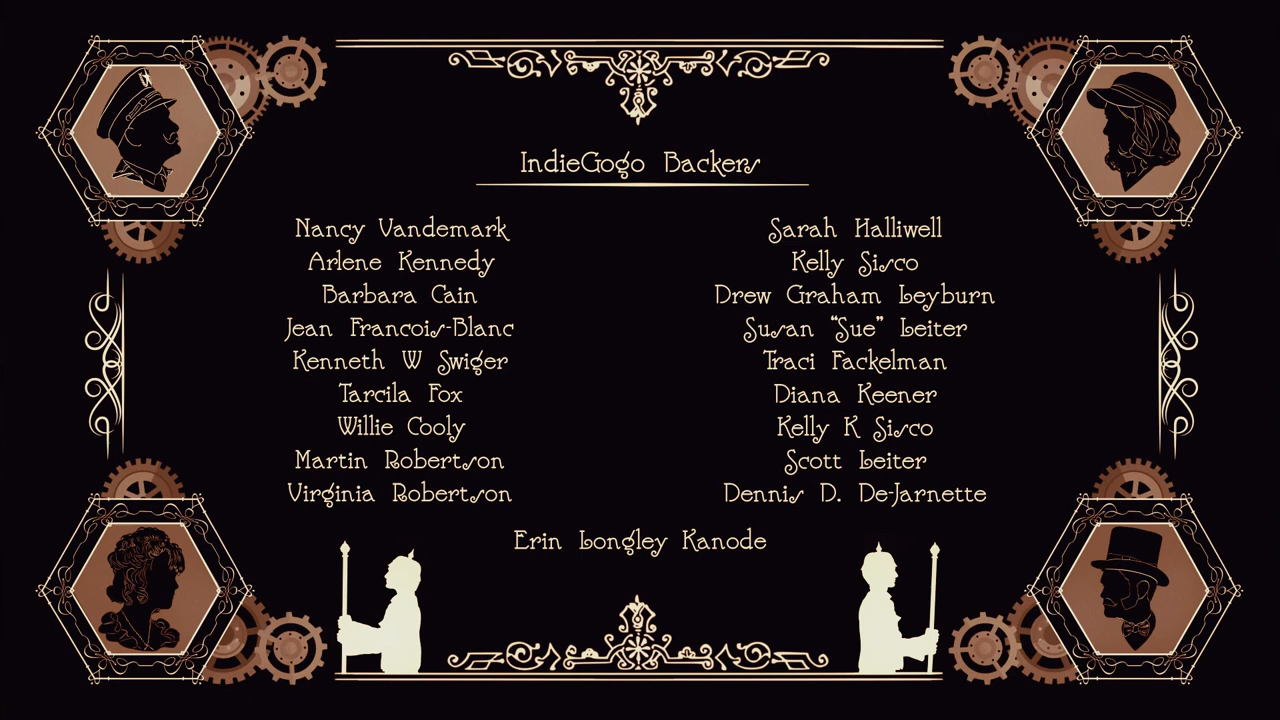 IndieGogo Backers
Nancy Vandemark
Arlene Kennedy
Barbara Cain
Jean Francois-Blanc
Kenneth W Swiger
Tarcila Fox
Willie Cooly
Martin Robertson
Virginia Robertson
Sarah Halliwell
Kelly Sisco
Drew Graham Leyburn
Susan “Sue” Leiter
Traci Fackelman
Diana Keener
Kelly K Sisco
Scott Leiter
Dennis D. De-Jarnette
Erin Longley Kanode